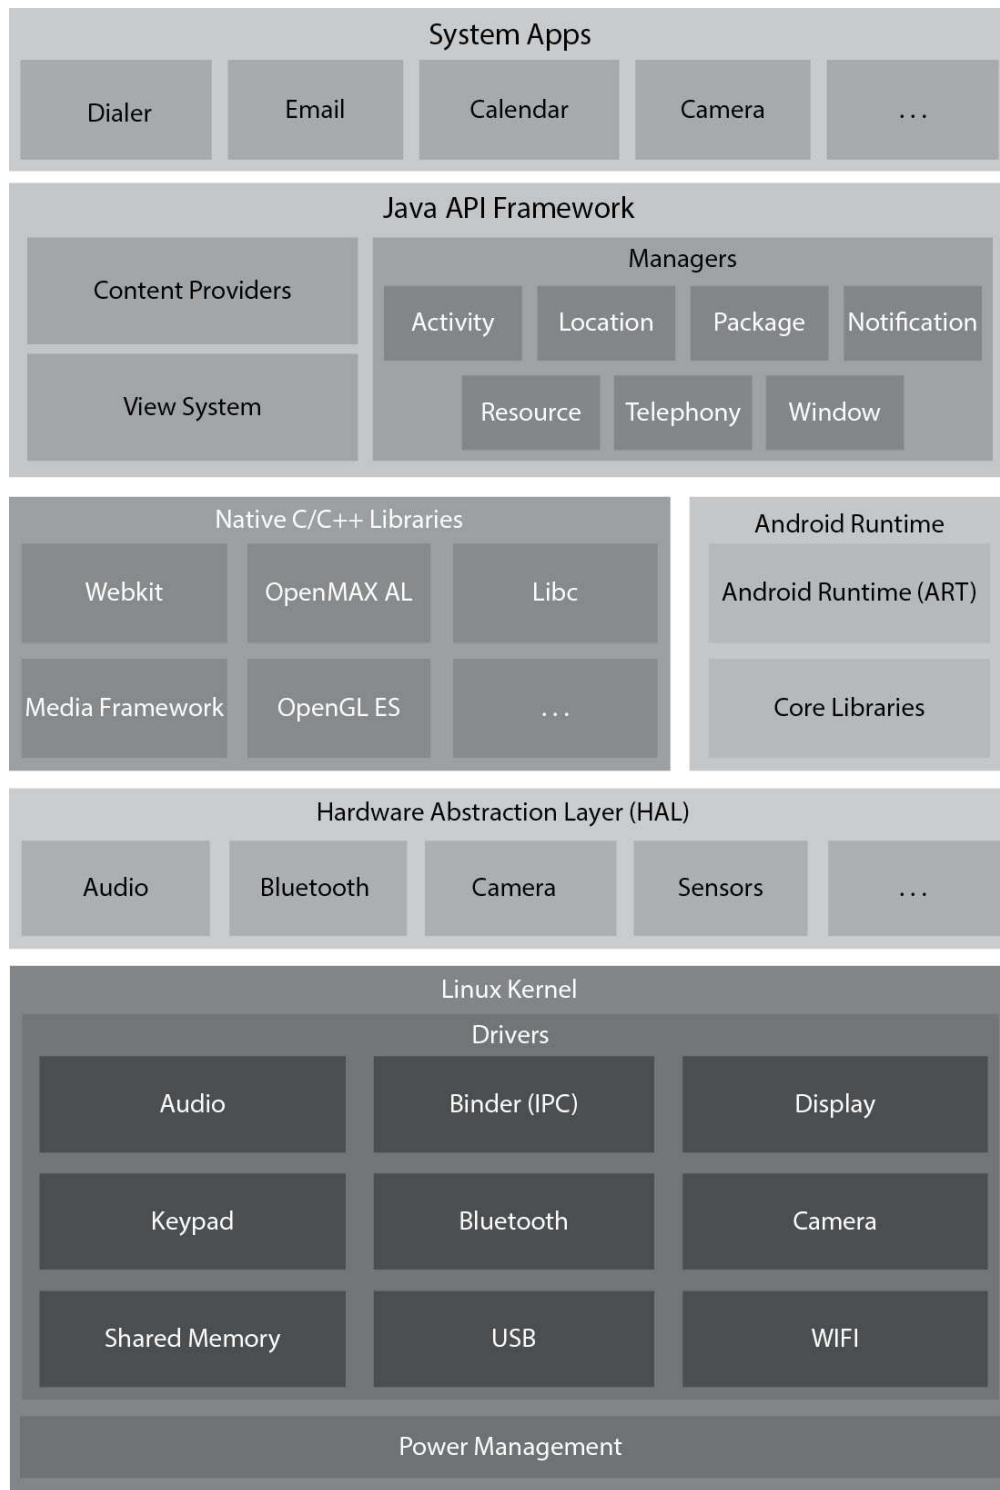 System Apps
Dialer
Email
Calendar
Camera
. . .
Java API Framework
Content Providers
View System
Managers
Activity
Location
Package
Notification
Resource
Telephony
Window
Native C/C++ Libraries
Webkit
OpenMAX AL
Libc
Media Framework
OpenGL ES
. . .
Android Runtime
Android Runtime (ART)
Core Libraries
Hardware Abstraction Layer (HAL)
Audio
Bluetooth
Camera
Sensors
. . .
Linux Kernel
Drivers
Audio
Binder (IPC)
Display
Keypad
Bluetooth
Camera
Shared Memory
USB
WIFI
Power Management